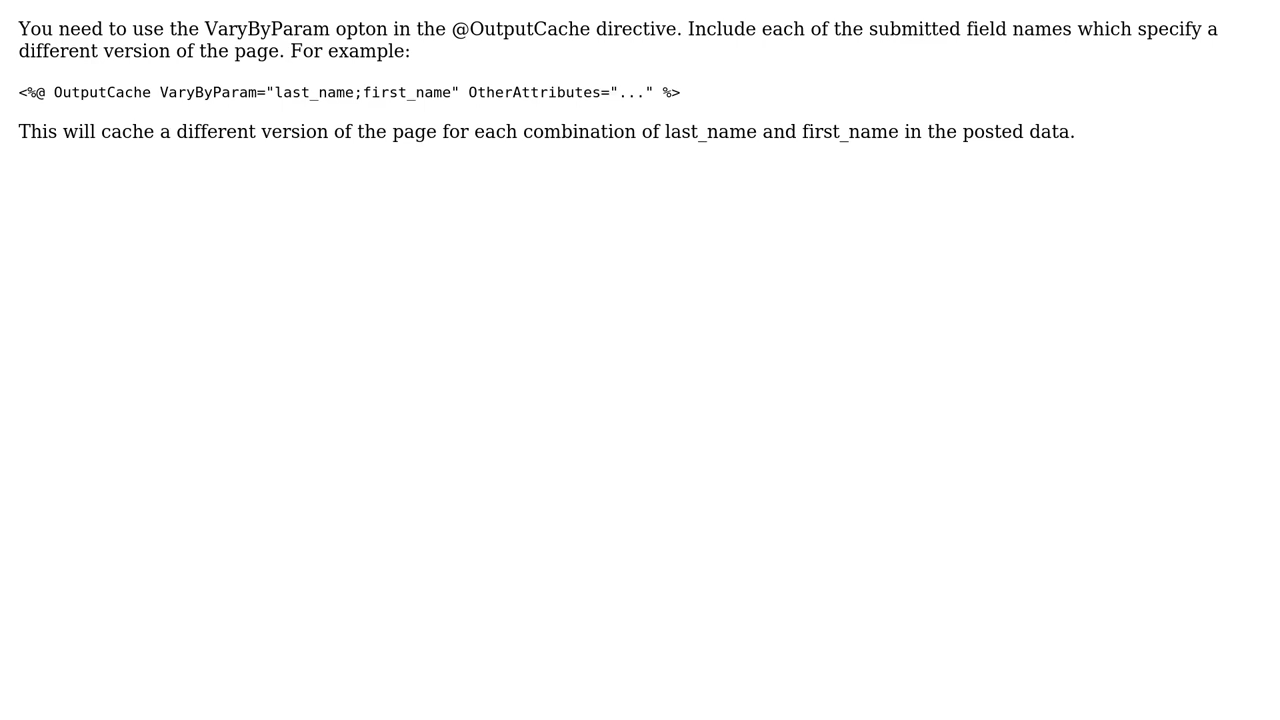 You need to use the VaryByParam opton in the @OutputCache directive. Include each of the submitted field names which specify a
different version of the page. For example:
<%@ OutputCache VaryByParam="last_name;first_name" OtherAttributes="..." %>
This will cache a different version of the page for each combination of last_name and first_name in the posted data.